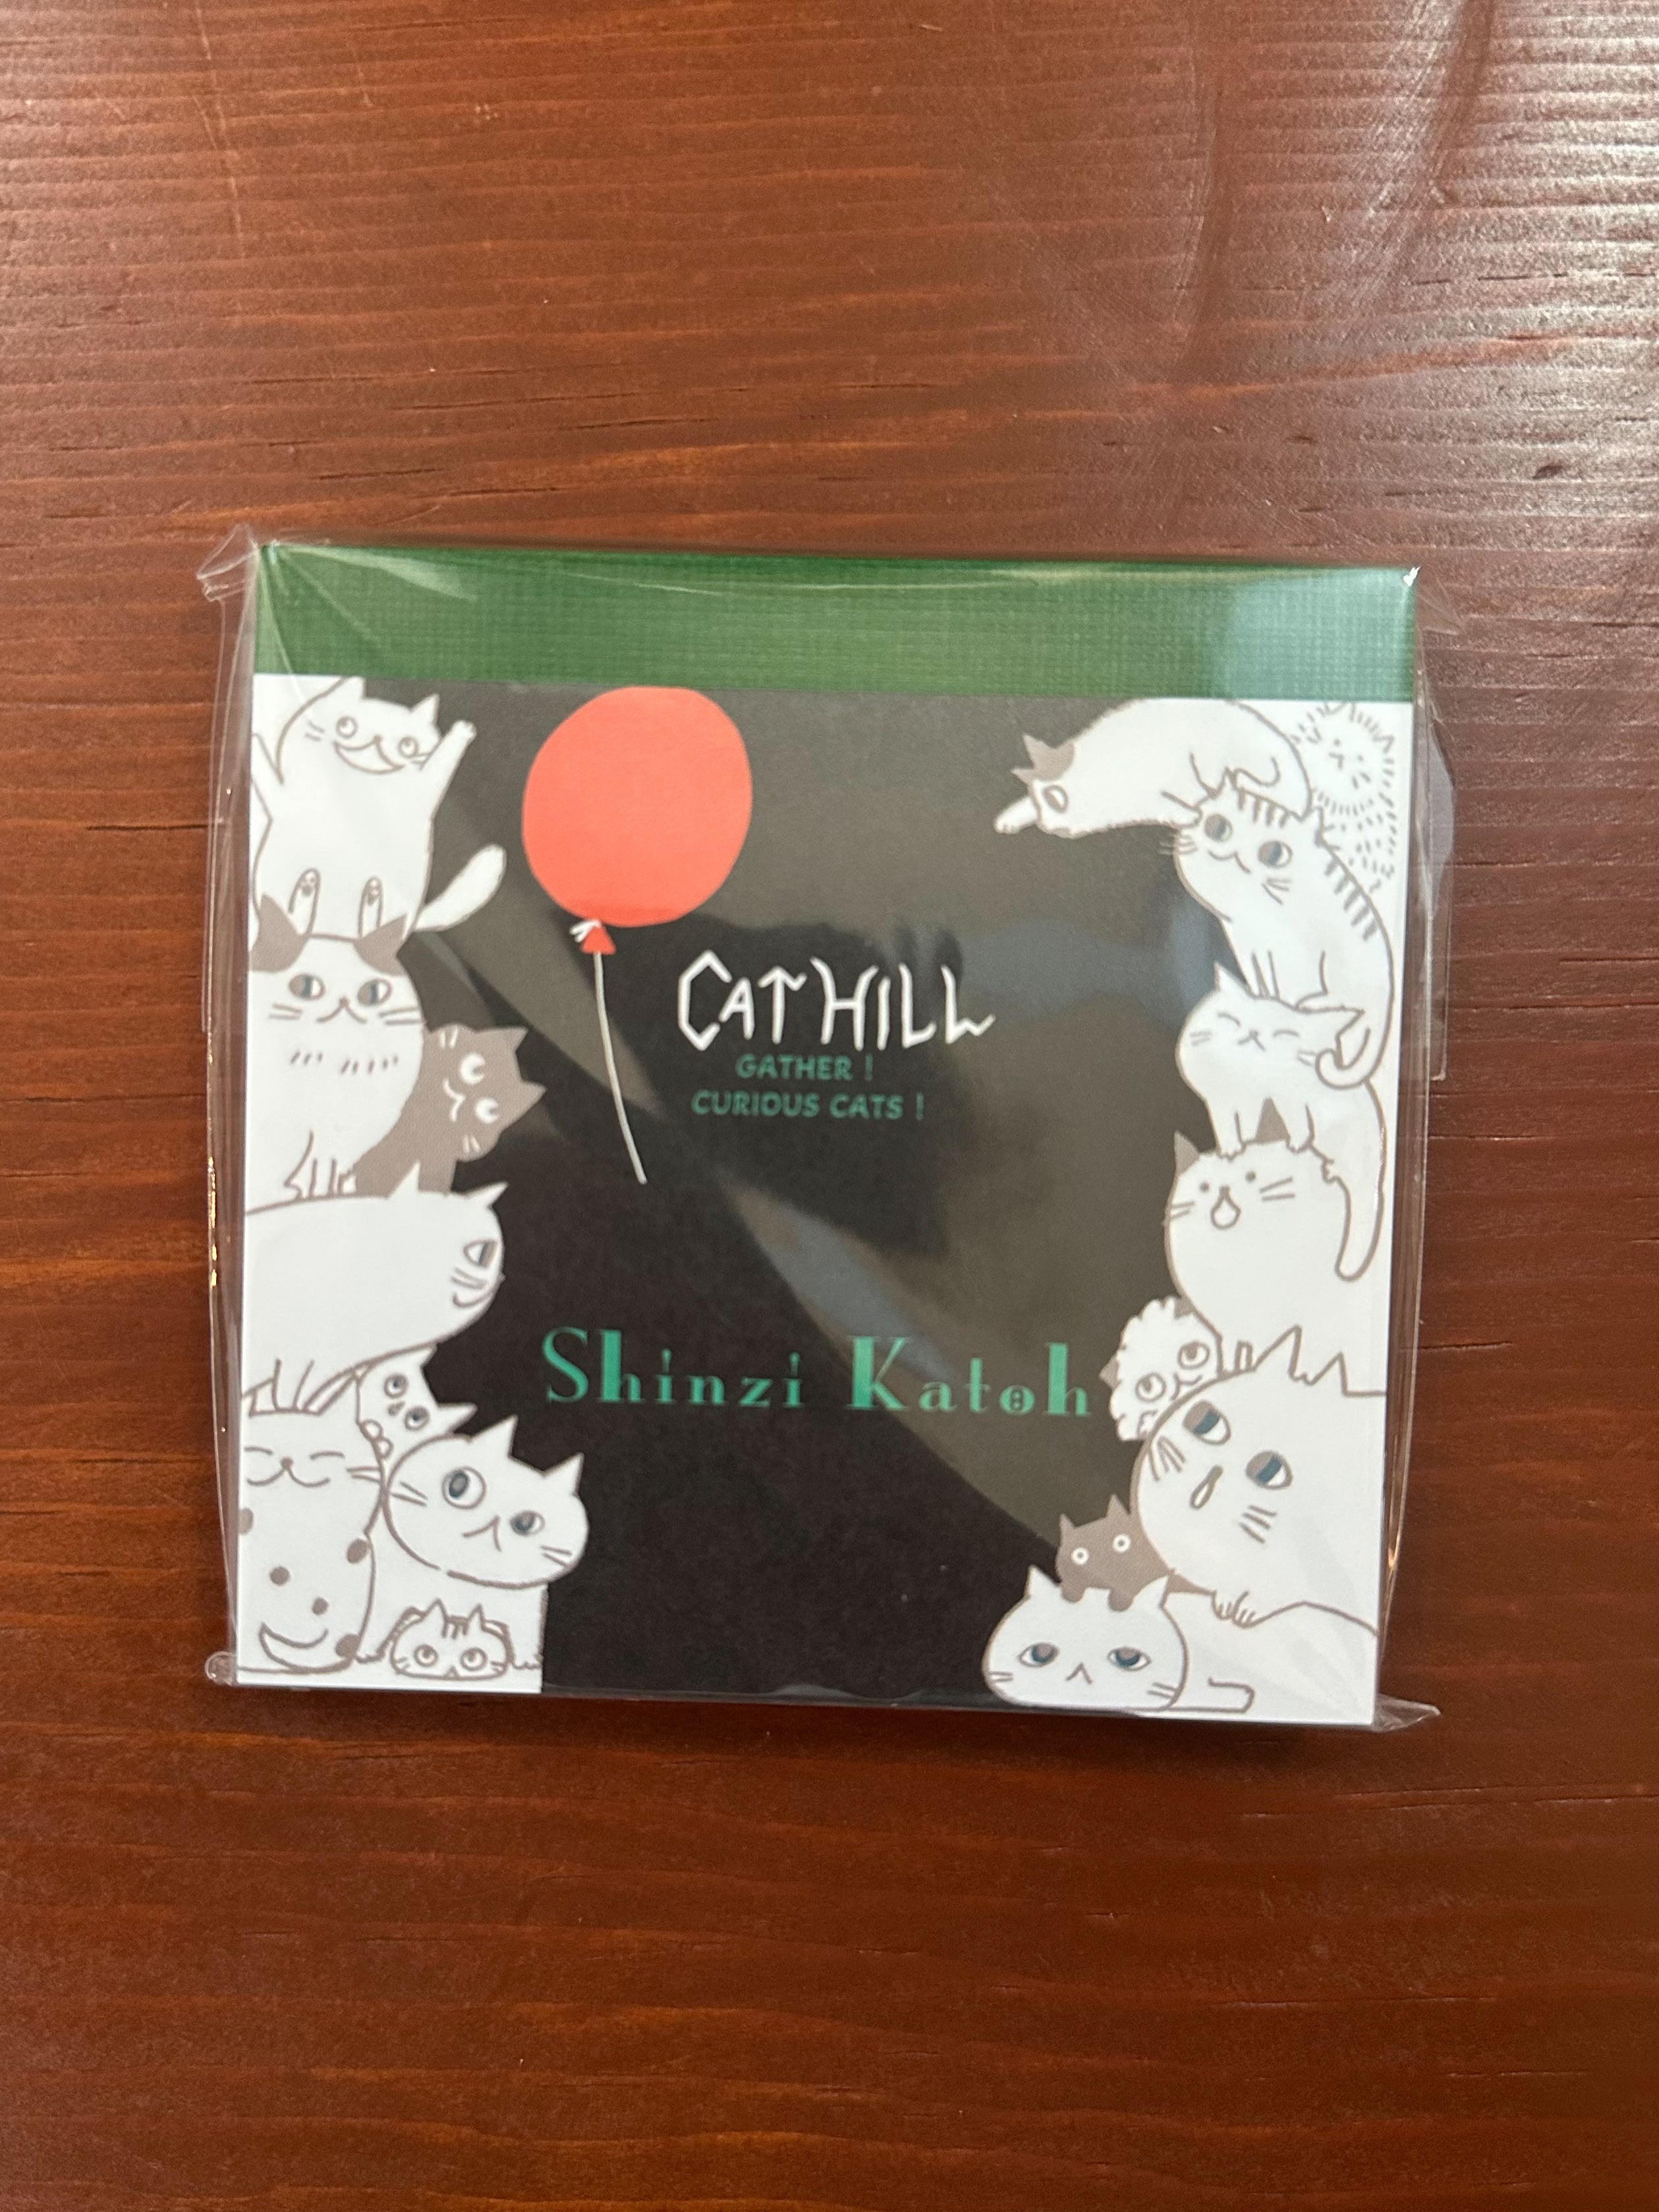 CAT HILL
GATHER !
CURIOUS CATS !
Shinzi Katoh